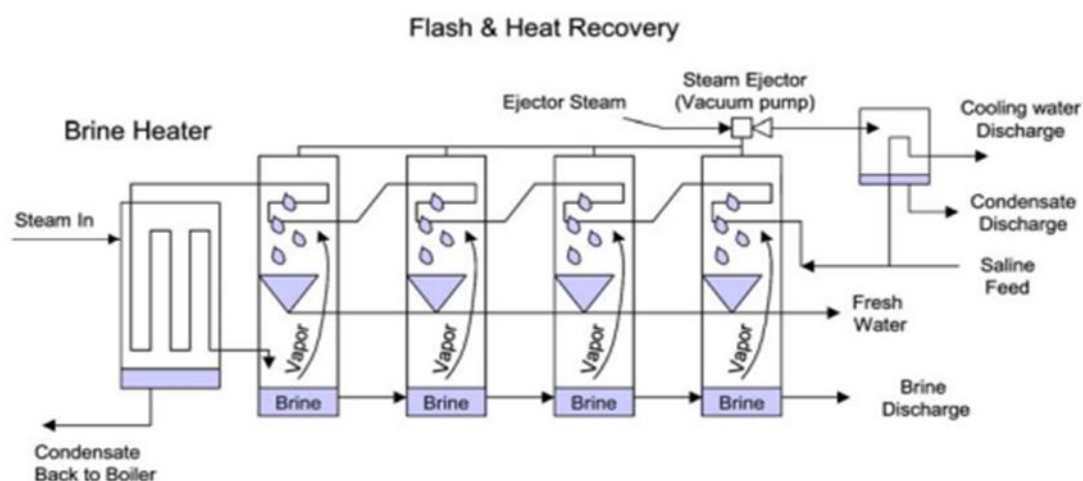 Flash & Heat Recovery
Steam Ejector
(Vacuum pump)
Ejector Steam
Cooling water
Discharge
Brine Heater
Steam In
Condensate
Discharge
Saline
Feed
Fresh
Water
Vapor
Vapor
Vapor
Vapor
Brine
Brine
Brine
Brine
Brine
Discharge
Condensate
Back to Boiler